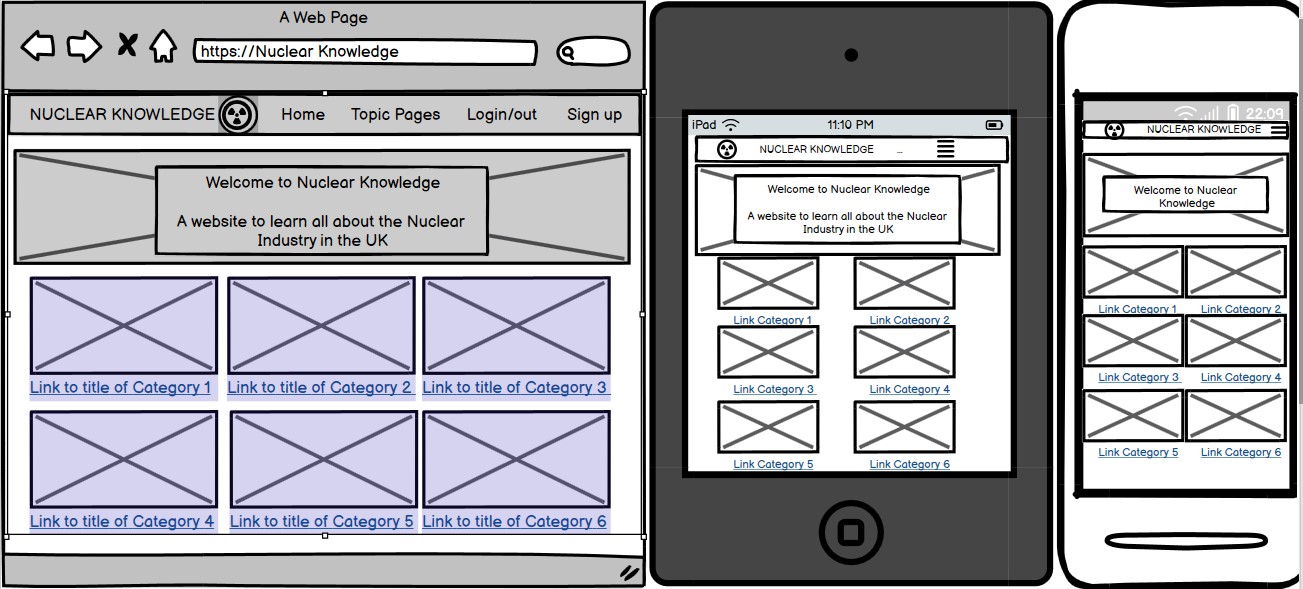 A Web Page
https://Nuclear Knowledge
NUCLEAR KNOWLEDGE Home Topic Pages Login/out Sign up
Welcome to Nuclear Knowledge
A website to learn all about the Nuclear
Industry in the UK
Link to title of Category 1 Link to title of Category 2 Link to title of Category 3
Link to title of Category 4 Link to title of Category 5 Link to title of Category 6
iPad 11:10 PM
NUCLEAR KNOWLEDGE ...
Welcome to Nuclear Knowledge
A website to learn all about the Nuclear
Industry in the UK
Link Category 1 Link Category 2
Link Category 3 Link Category 4
Link Category 5 Link Category 6
22:09
NUCLEAR KNOWLEDGE
Welcome to Nuclear
Knowledge
Link Category 1 Link Category 2
Link Category 3 Link Category 4
Link Category 5 Link Category 6